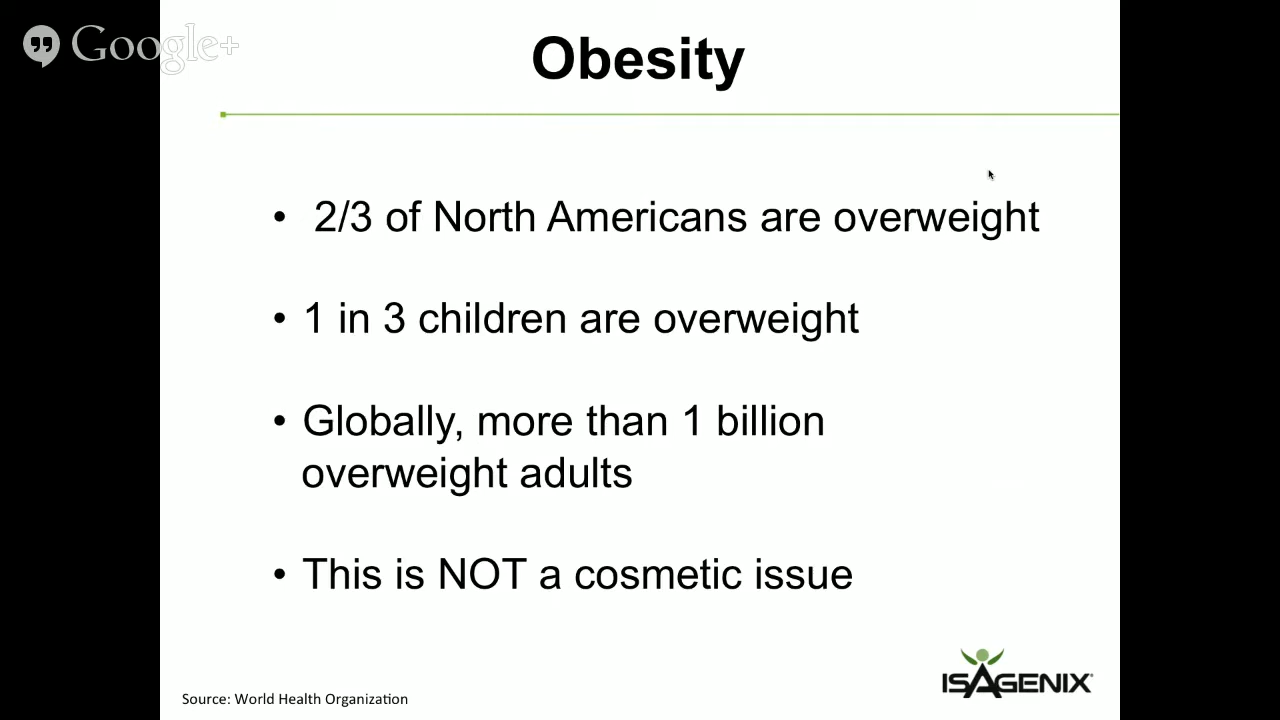 Google+
Obesity
• 2/3 of North Americans are overweight
• 1 in 3 children are overweight
• Globally, more than 1 billion
overweight adults
• This is NOT a cosmetic issue
ISAGENIX
Source: World Health Organization